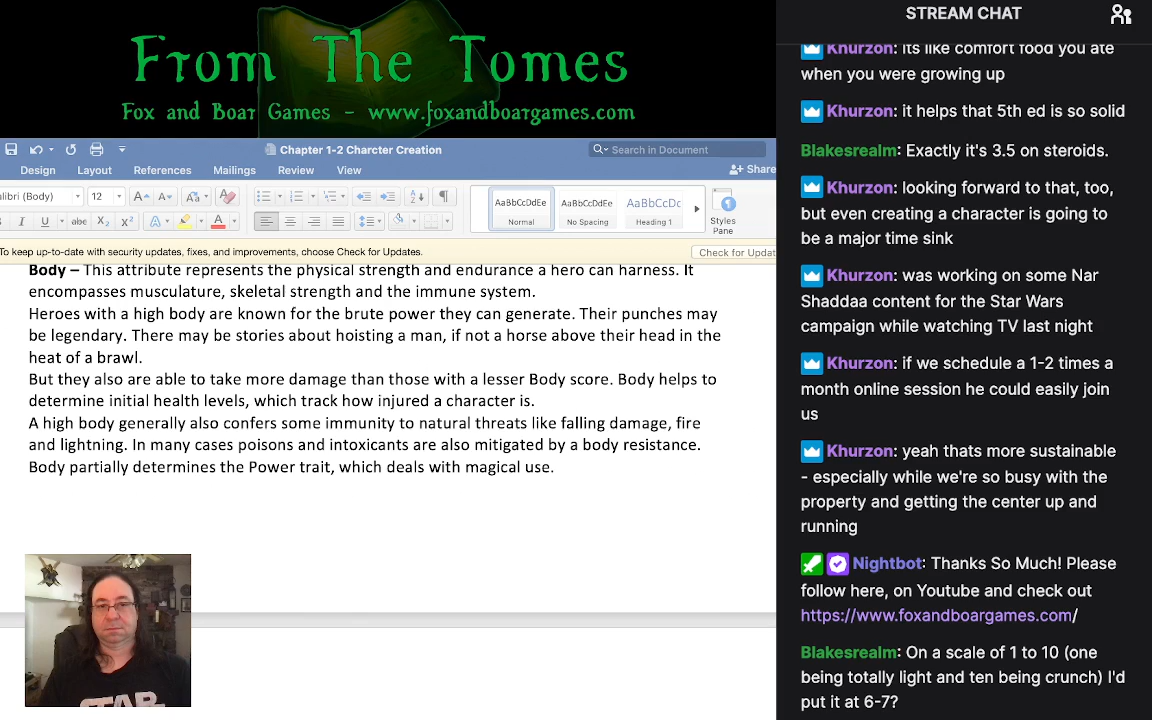 From The Tomes
Fox and Boar Games - www.foxandboargames.com
Chapter 1-2 Charcter Creation
Search in Document
Design Layout References Mailings Review View
Share
alibri (Body) 12
AaBbCcDdEe AaBbCcDdEe AaBbCcDc
Normal No Spacing Heading 1
Styles
Pane
To keep up-to-date with security updates, fixes, and improvements, choose Check for Updates.
Check for Updat
Body – This attribute represents the physical strength and endurance a hero can harness. It
encompasses musculature, skeletal strength and the immune system.
Heroes with a high body are known for the brute power they can generate. Their punches may
be legendary. There may be stories about hoisting a man, if not a horse above their head in the
heat of a brawl.
But they also are able to take more damage than those with a lesser Body score. Body helps to
determine initial health levels, which track how injured a character is.
A high body generally also confers some immunity to natural threats like falling damage, fire
and lightning. In many cases poisons and intoxicants are also mitigated by a body resistance.
Body partially determines the Power trait, which deals with magical use.
STAR
STREAM CHAT
Khurzon: its like comfort food you ate
when you were growing up
Khurzon: it helps that 5th ed is so solid
Blakesrealm: Exactly it's 3.5 on steroids.
Khurzon: looking forward to that, too,
but even creating a character is going to
be a major time sink
Khurzon: was working on some Nar
Shaddaa content for the Star Wars
campaign while watching TV last night
Khurzon: if we schedule a 1-2 times a
month online session he could easily join
us
Khurzon: yeah thats more sustainable
- especially while we're so busy with the
property and getting the center up and
running
Nightbot: Thanks So Much! Please
follow here, on Youtube and check out
https://www.foxandboargames.com/
Blakesrealm: On a scale of 1 to 10 (one
being totally light and ten being crunch) I'd
put it at 6-7?